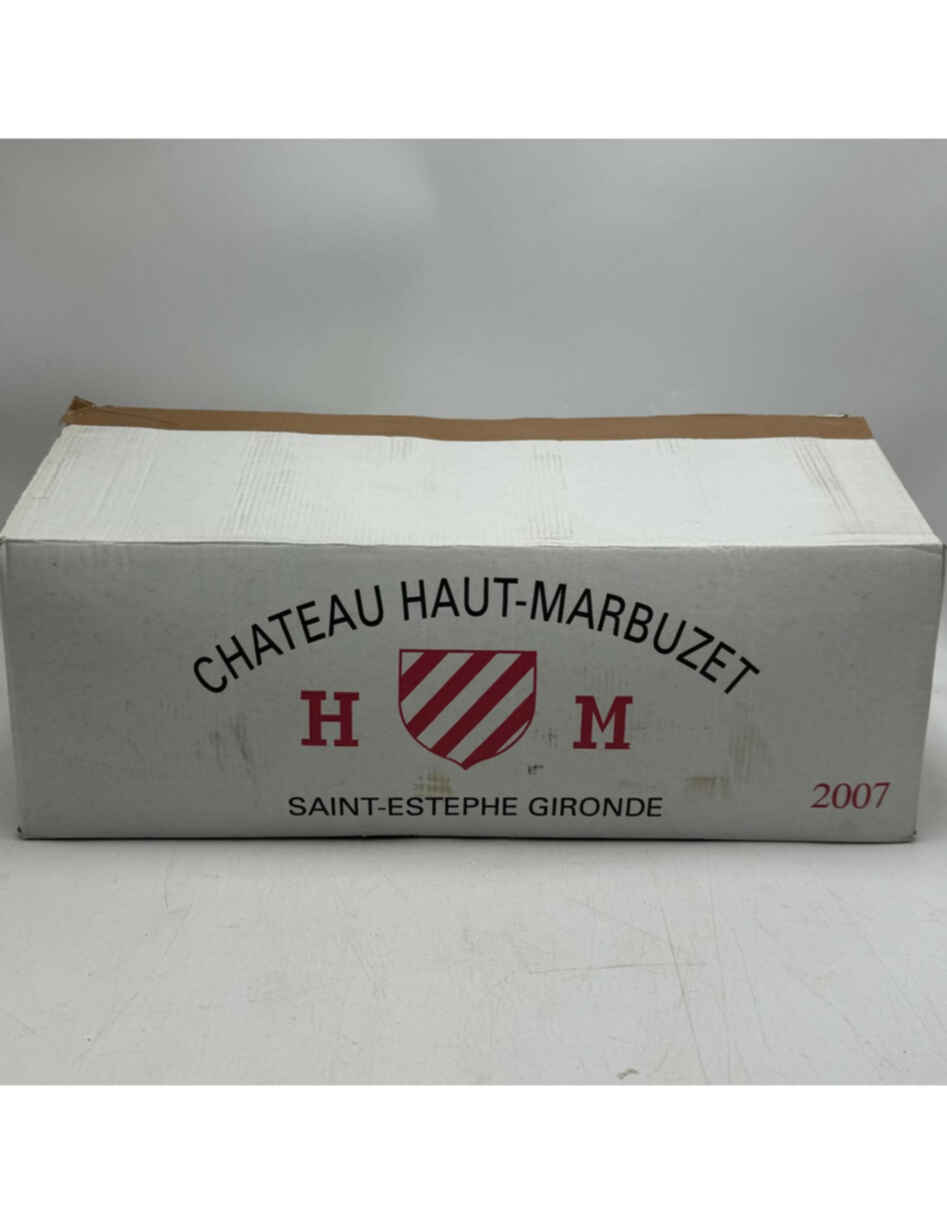 CHATEAU HAUT-MARBUZET
H M
SAINT-ESTEPHE GIRONDE
2007